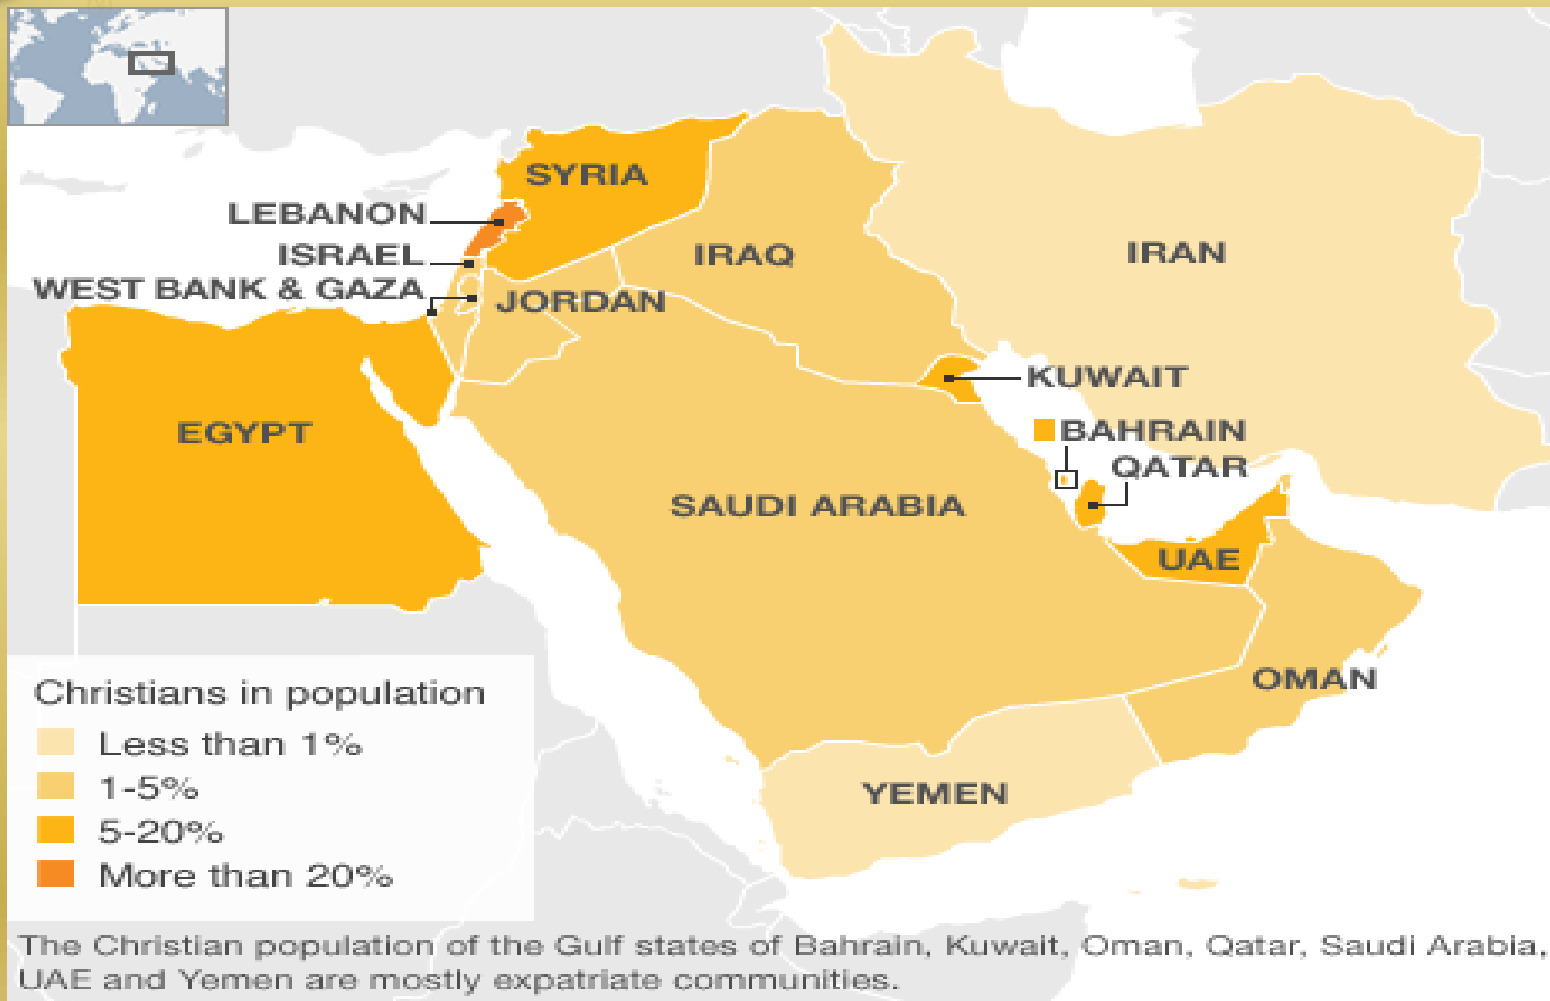 SYRIA
LEBANON
ISRAEL
WEST BANK & GAZA
JORDAN
IRAQ
IRAN
KUWAIT
BAHRAIN
QATAR
EGYPT
SAUDI ARABIA
UAE
OMAN
YEMEN
Christians in population
Less than 1%
1-5%
5-20%
More than 20%
The Christian population of the Gulf states of Bahrain, Kuwait, Oman, Qatar, Saudi Arabia,
UAE and Yemen are mostly expatriate communities.